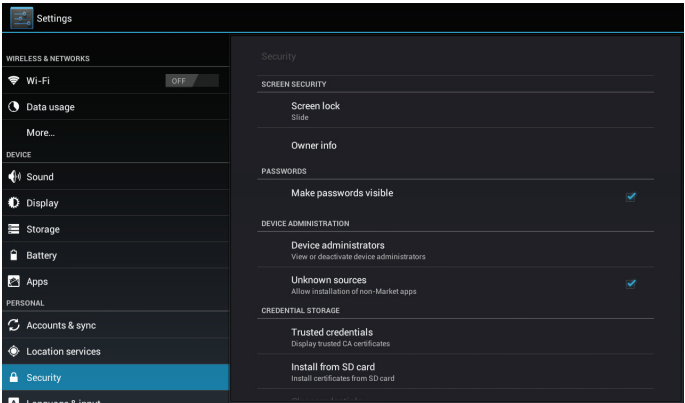 Settings
WIRELESS & NETWORKS
Wi-Fi
OFF
Data usage
More...
DEVICE
Sound
Display
Storage
Battery
Apps
PERSONAL
Accounts & sync
Location services
Security
Language & input
Security
SCREEN SECURITY
Screen lock
Slide
Owner info
PASSWORDS
Make passwords visible
DEVICE ADMINISTRATION
Device administrators
View or deactivate device administrators
Unknown sources
Allow installation of non-Market apps
CREDENTIAL STORAGE
Trusted credentials
Display trusted CA certificates
Install from SD card
Install certificates from SD card